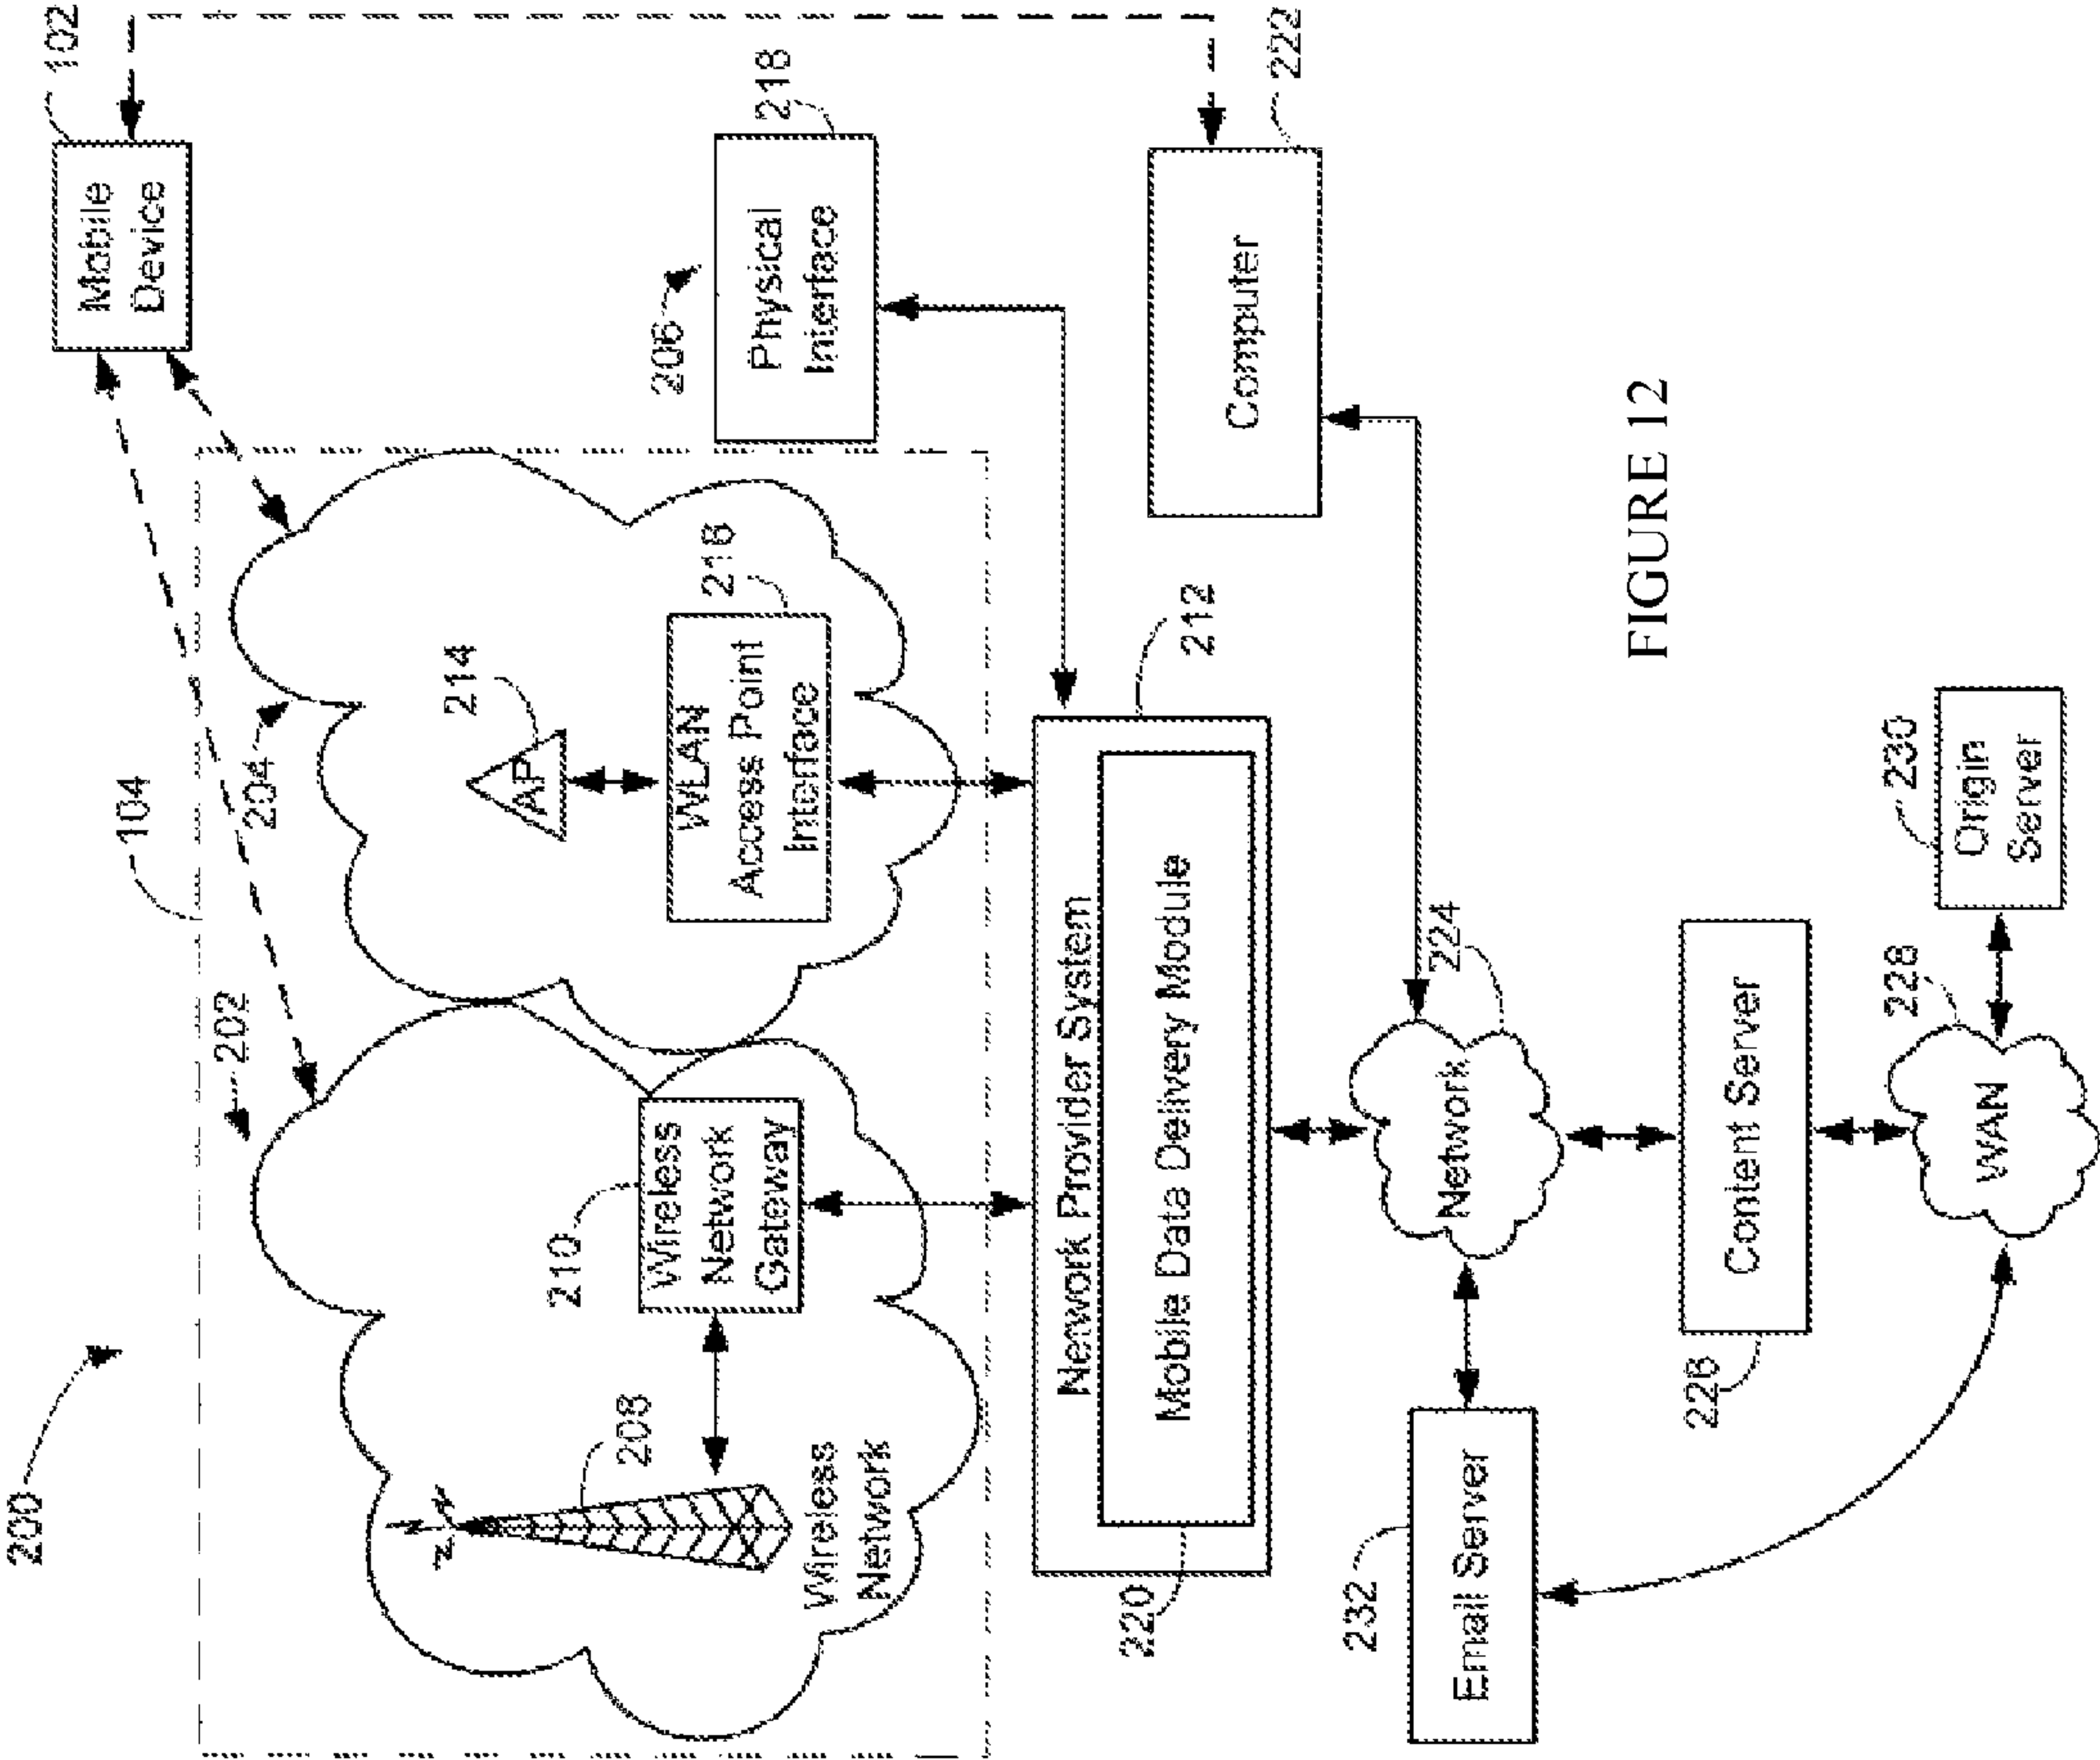 200
102
Mobile
Device
104
202
204
214
AP
216
WLAN
Access Point
Interface
206
218
Physical
Interface
208
210
Wireless
Network
Gateway
Wireless
Network
212
Network Provider System
Mobile Data Delivery Module
220
Computer
222
224
Network
232
Email Server
226
Content Server
228
WAN
230
Origin
Server
FIGURE 12